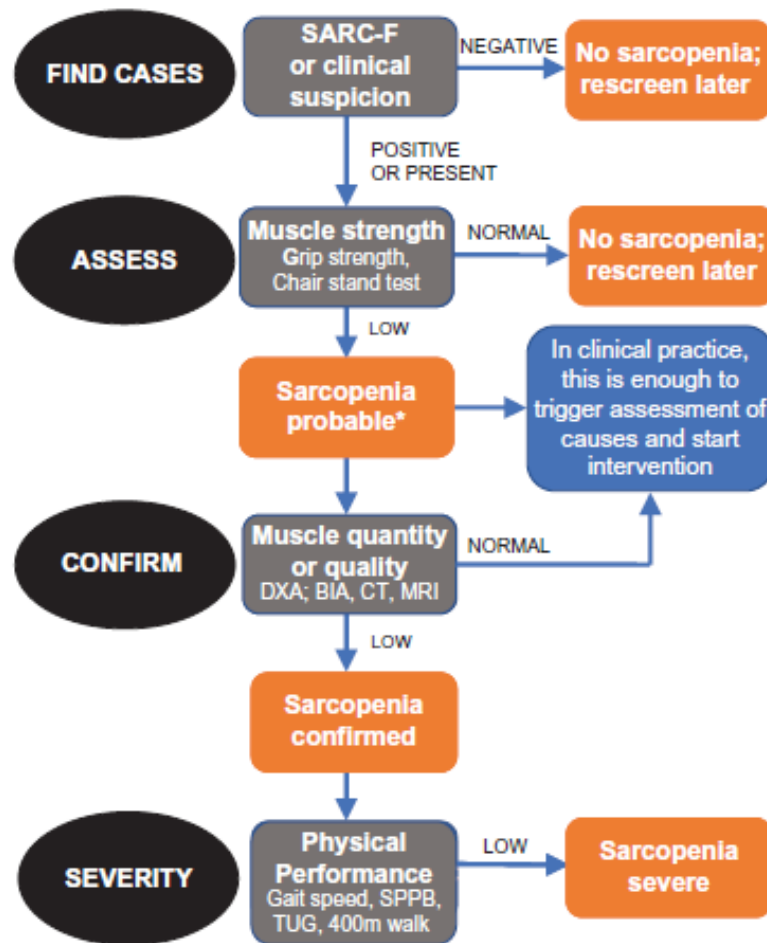 FIND CASES
SARC-F
or clinical
suspicion
NEGATIVE
No sarcopenia;
rescreen later
POSITIVE
OR PRESENT
ASSESS
Muscle strength
Grip strength,
Chair stand test
NORMAL
No sarcopenia;
rescreen later
LOW
Sarcopenia
probable*
In clinical practice,
this is enough to
trigger assessment of
causes and start
intervention
CONFIRM
Muscle quantity
or quality
DXA; BIA, CT, MRI
NORMAL
LOW
Sarcopenia
confirmed
SEVERITY
Physical
Performance
Gait speed, SPPB,
TUG, 400m walk
LOW
Sarcopenia
severe